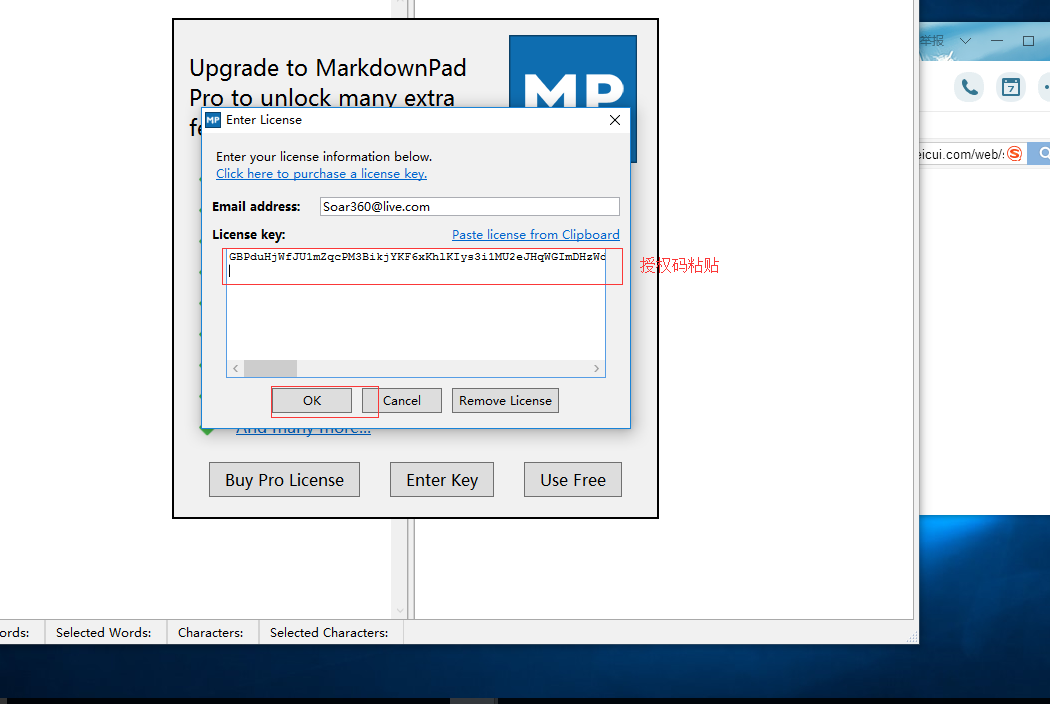 举报
Upgrade to MarkdownPad
Pro to unlock many extra
MP
7
MP Enter License
Enter your license information below.
Click here to purchase a license key.
eicui.com/web/
Email address: Soar360@live.com
License key: Paste license from Clipboard
GBPduHjWfJU1mZqcPM3BikjYKF6xKhlKIys3i1MU2eJHqWGImDHzW
授权码粘贴
OK Cancel Remove License
And many more...
Buy Pro License Enter Key Use Free
ords: Selected Words: Characters: Selected Characters: